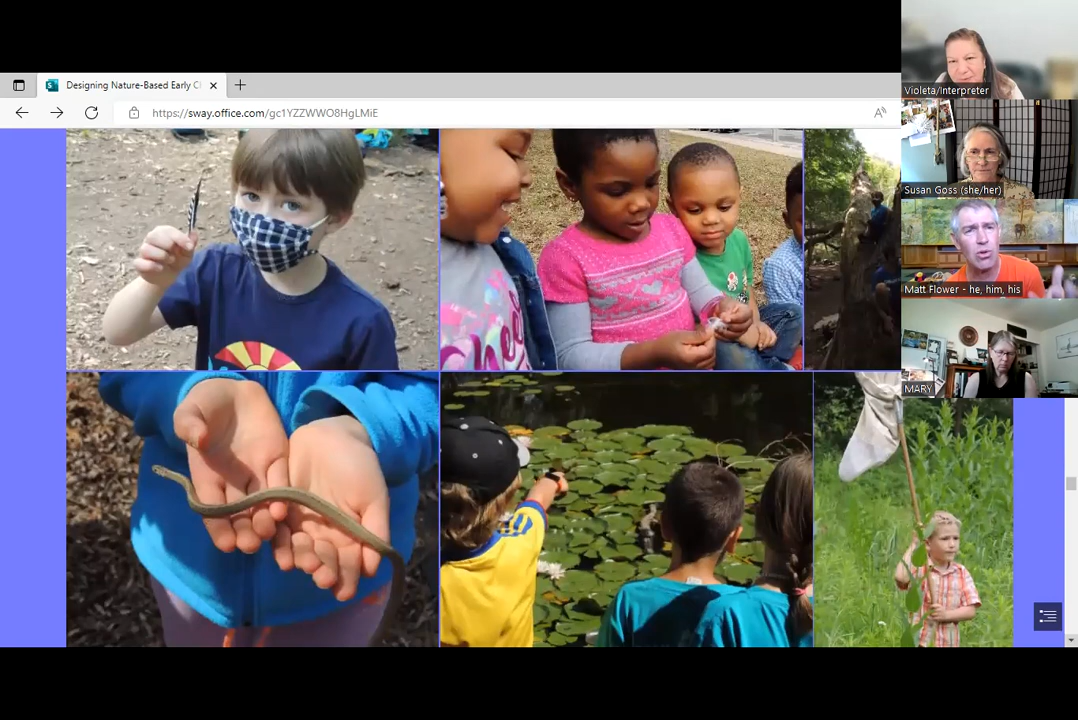 Designing Nature-Based Early Cl
https://sway.office.com/gc1YZZWWO8HgLMiE
Violeta/Interpreter
Susan Goss (she/her)
Matt Flower - he, him, his
MARY